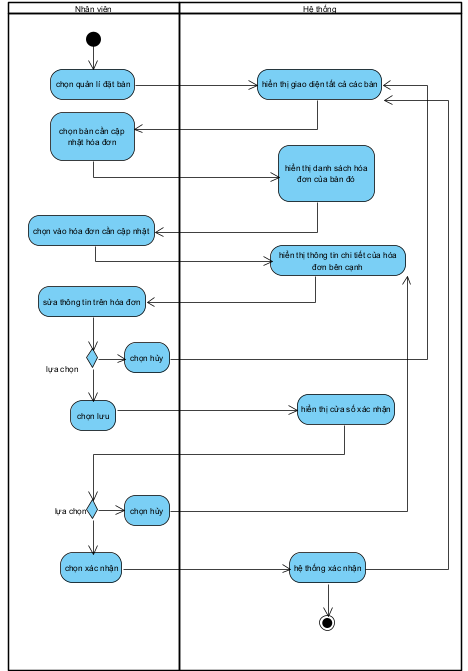 Nhân viên
Hệ thống
chọn quản lí đặt bàn
hiển thị giao diện tất cả các bàn
chọn bàn cần cập
nhật hóa đơn
hiển thị danh sách hóa
đơn của bàn đó
chọn vào hóa đơn cần cập nhật
hiển thị thông tin chi tiết của hóa
đơn bên cạnh
sửa thông tin trên hóa đơn
lựa chọn
chọn hủy
chọn lưu
hiển thị cửa sổ xác nhận
lựa chọn
chọn hủy
chọn xác nhận
hệ thống xác nhận